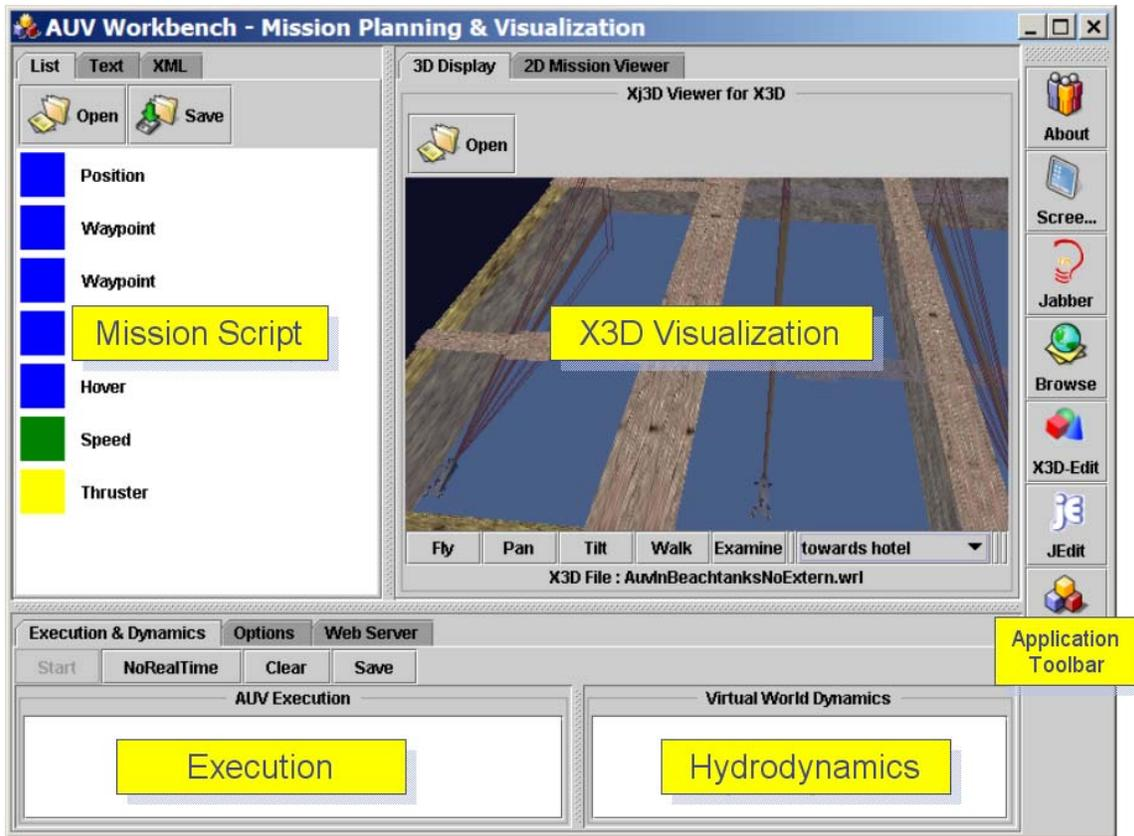 AUV Workbench - Mission Planning & Visualization
List Text XML
Open Save
Position
Waypoint
Waypoint
Mission Script
Hover
Speed
Thruster
3D Display 2D Mission Viewer
Xj3D Viewer for X3D
Open
X3D Visualization
Fly Pan Tilt Walk Examine towards hotel
X3D File : AuvInBeachtanksNoExtern.wrl
About
Scree...
Jabber
Browse
X3D-Edit
jE
JEdit
Application
Toolbar
Execution & Dynamics Options Web Server
Start NoRealTime Clear Save
AUV Execution
Execution
Virtual World Dynamics
Hydrodynamics